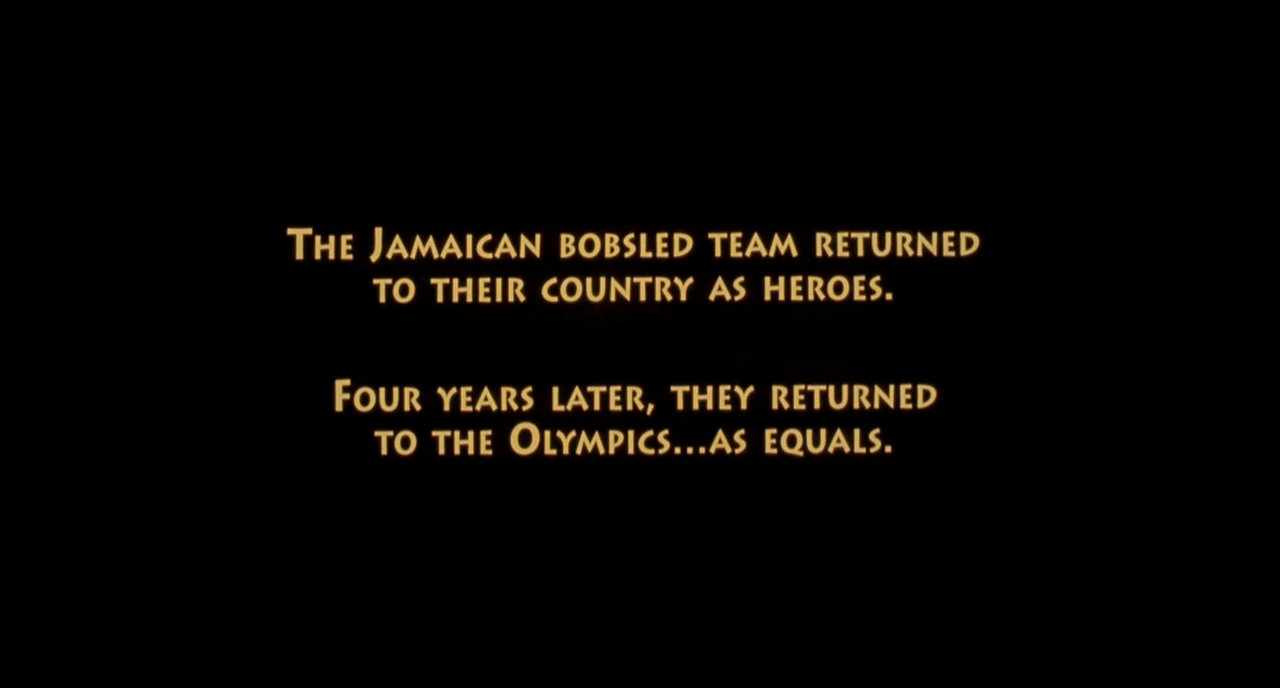 The Jamaican bobsled team returned
to their country as heroes.
Four years later, they returned
to the Olympics...as equals.